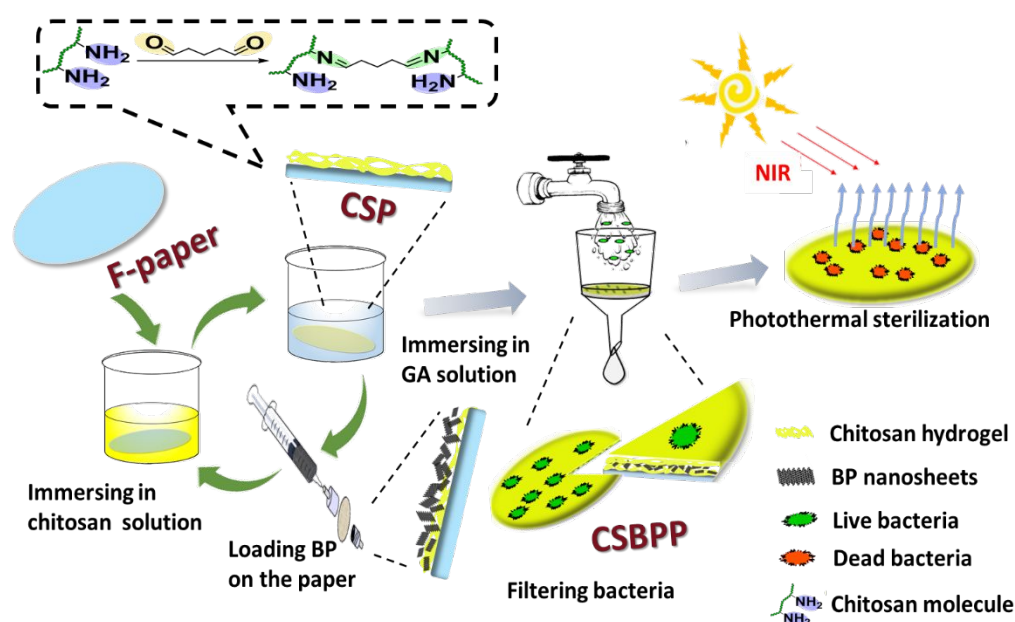 O
O
NH2
NH2
N
N
NH2
H2N
CSP
F-paper
NIR
Photothermal sterilization
Immersing in
GA solution
Immersing in
chitosan solution
Loading BP
on the paper
CSBPP
Filtering bacteria
Chitosan hydrogel
BP nanosheets
Live bacteria
Dead bacteria
NH2
NH2
Chitosan molecule